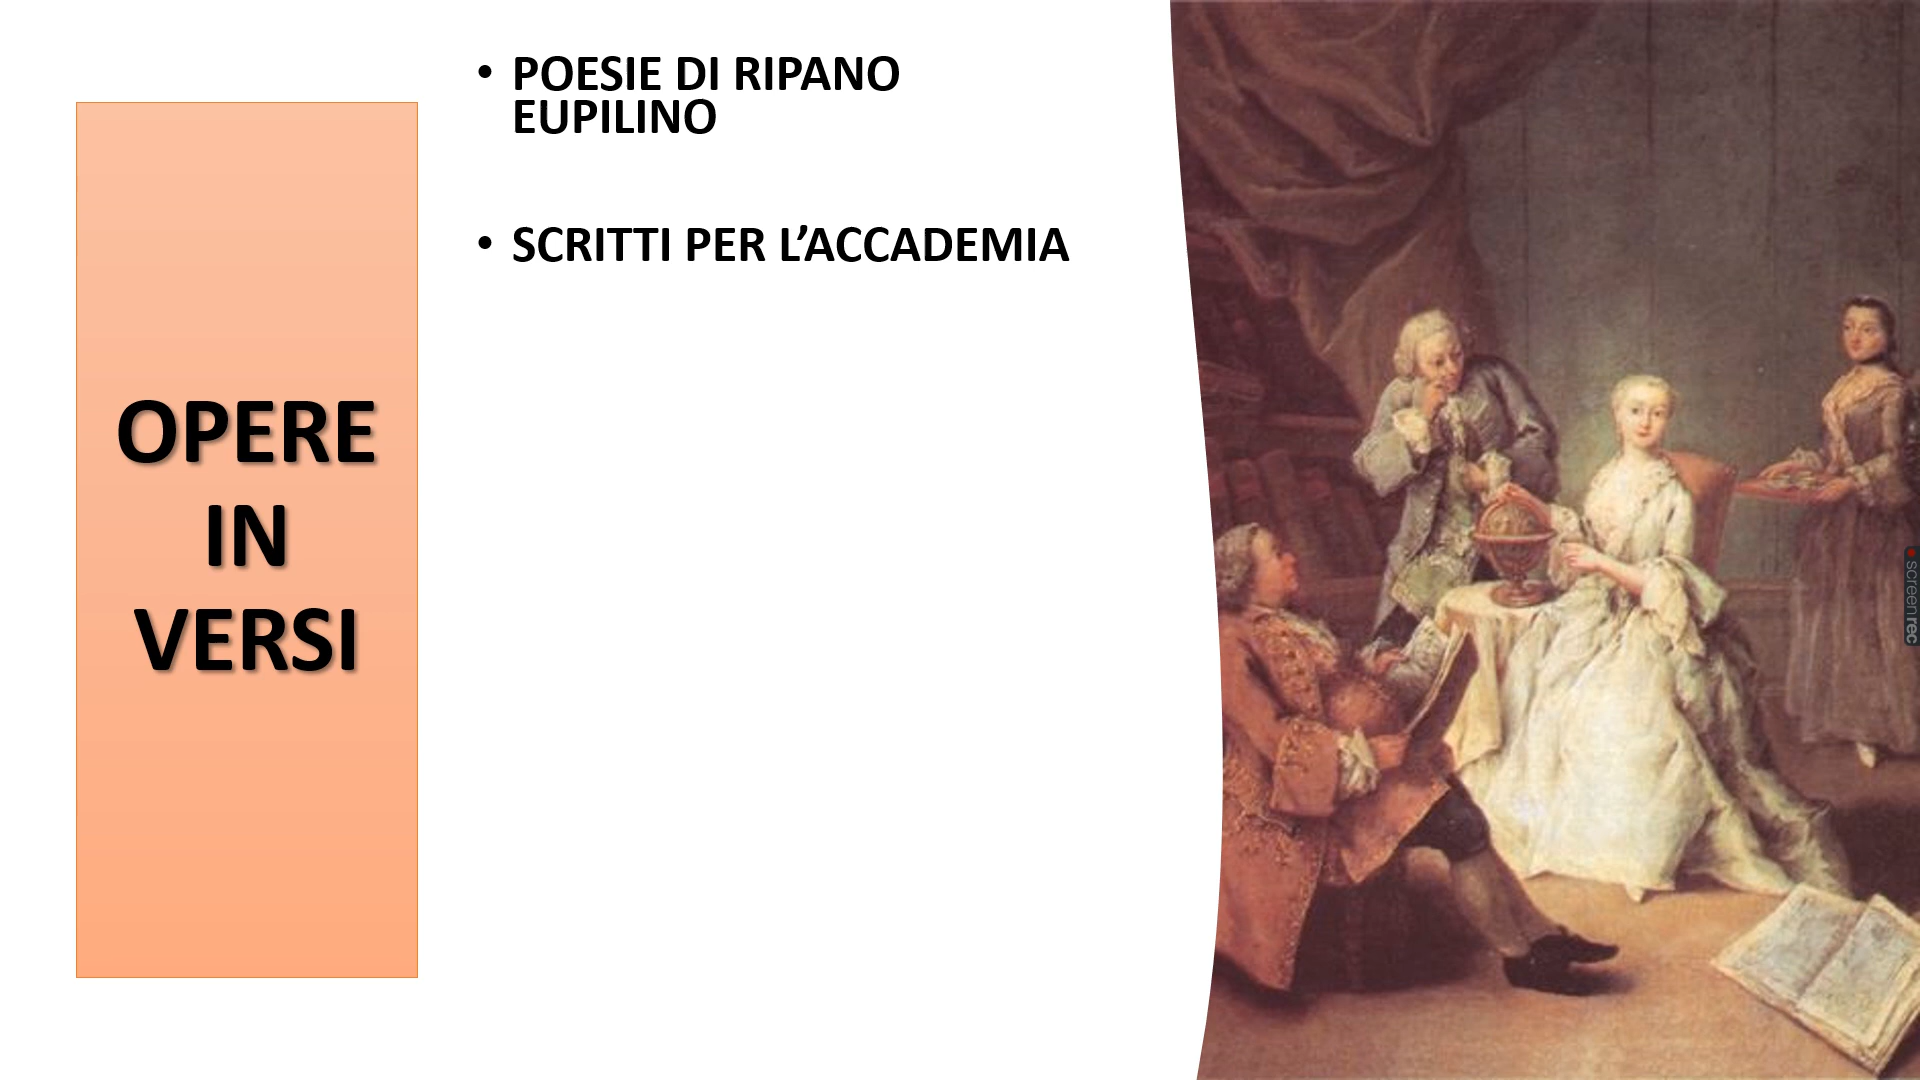 OPERE
IN
VERSI
• POESIE DI RIPANO
EUPILINO
• SCRITTI PER L’ACCADEMIA
screenrec